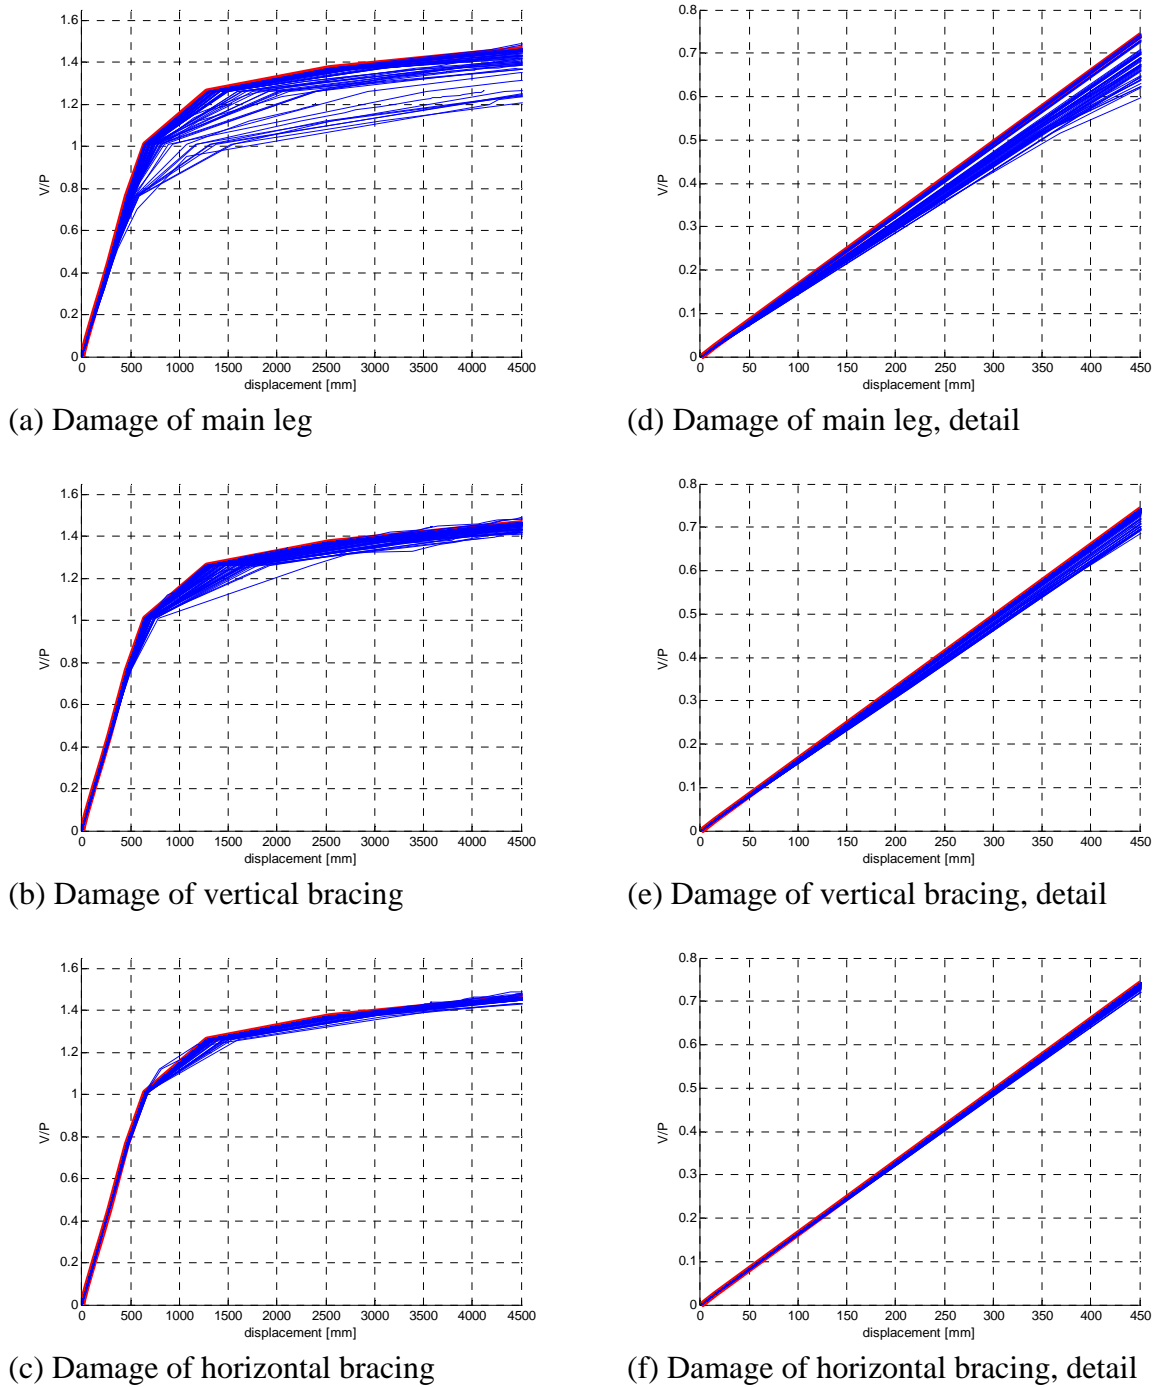 1.6
1.4
1.2
1
0.8
0.6
0.4
0.2
0
V/P
0 500 1000 1500 2000 2500 3000 3500 4000 4500
displacement [mm]
(a) Damage of main leg
0.8
0.7
0.6
0.5
0.4
0.3
0.2
0.1
0
V/P
0 50 100 150 200 250 300 350 400 450
displacement [mm]
(d) Damage of main leg, detail
1.6
1.4
1.2
1
0.8
0.6
0.4
0.2
0
V/P
0 500 1000 1500 2000 2500 3000 3500 4000 4500
displacement [mm]
(b) Damage of vertical bracing
0.8
0.7
0.6
0.5
0.4
0.3
0.2
0.1
0
V/P
0 50 100 150 200 250 300 350 400 450
displacement [mm]
(e) Damage of vertical bracing, detail
1.6
1.4
1.2
1
0.8
0.6
0.4
0.2
0
V/P
0 500 1000 1500 2000 2500 3000 3500 4000 4500
displacement [mm]
(c) Damage of horizontal bracing
0.8
0.7
0.6
0.5
0.4
0.3
0.2
0.1
0
V/P
0 50 100 150 200 250 300 350 400 450
displacement [mm]
(f) Damage of horizontal bracing, detail